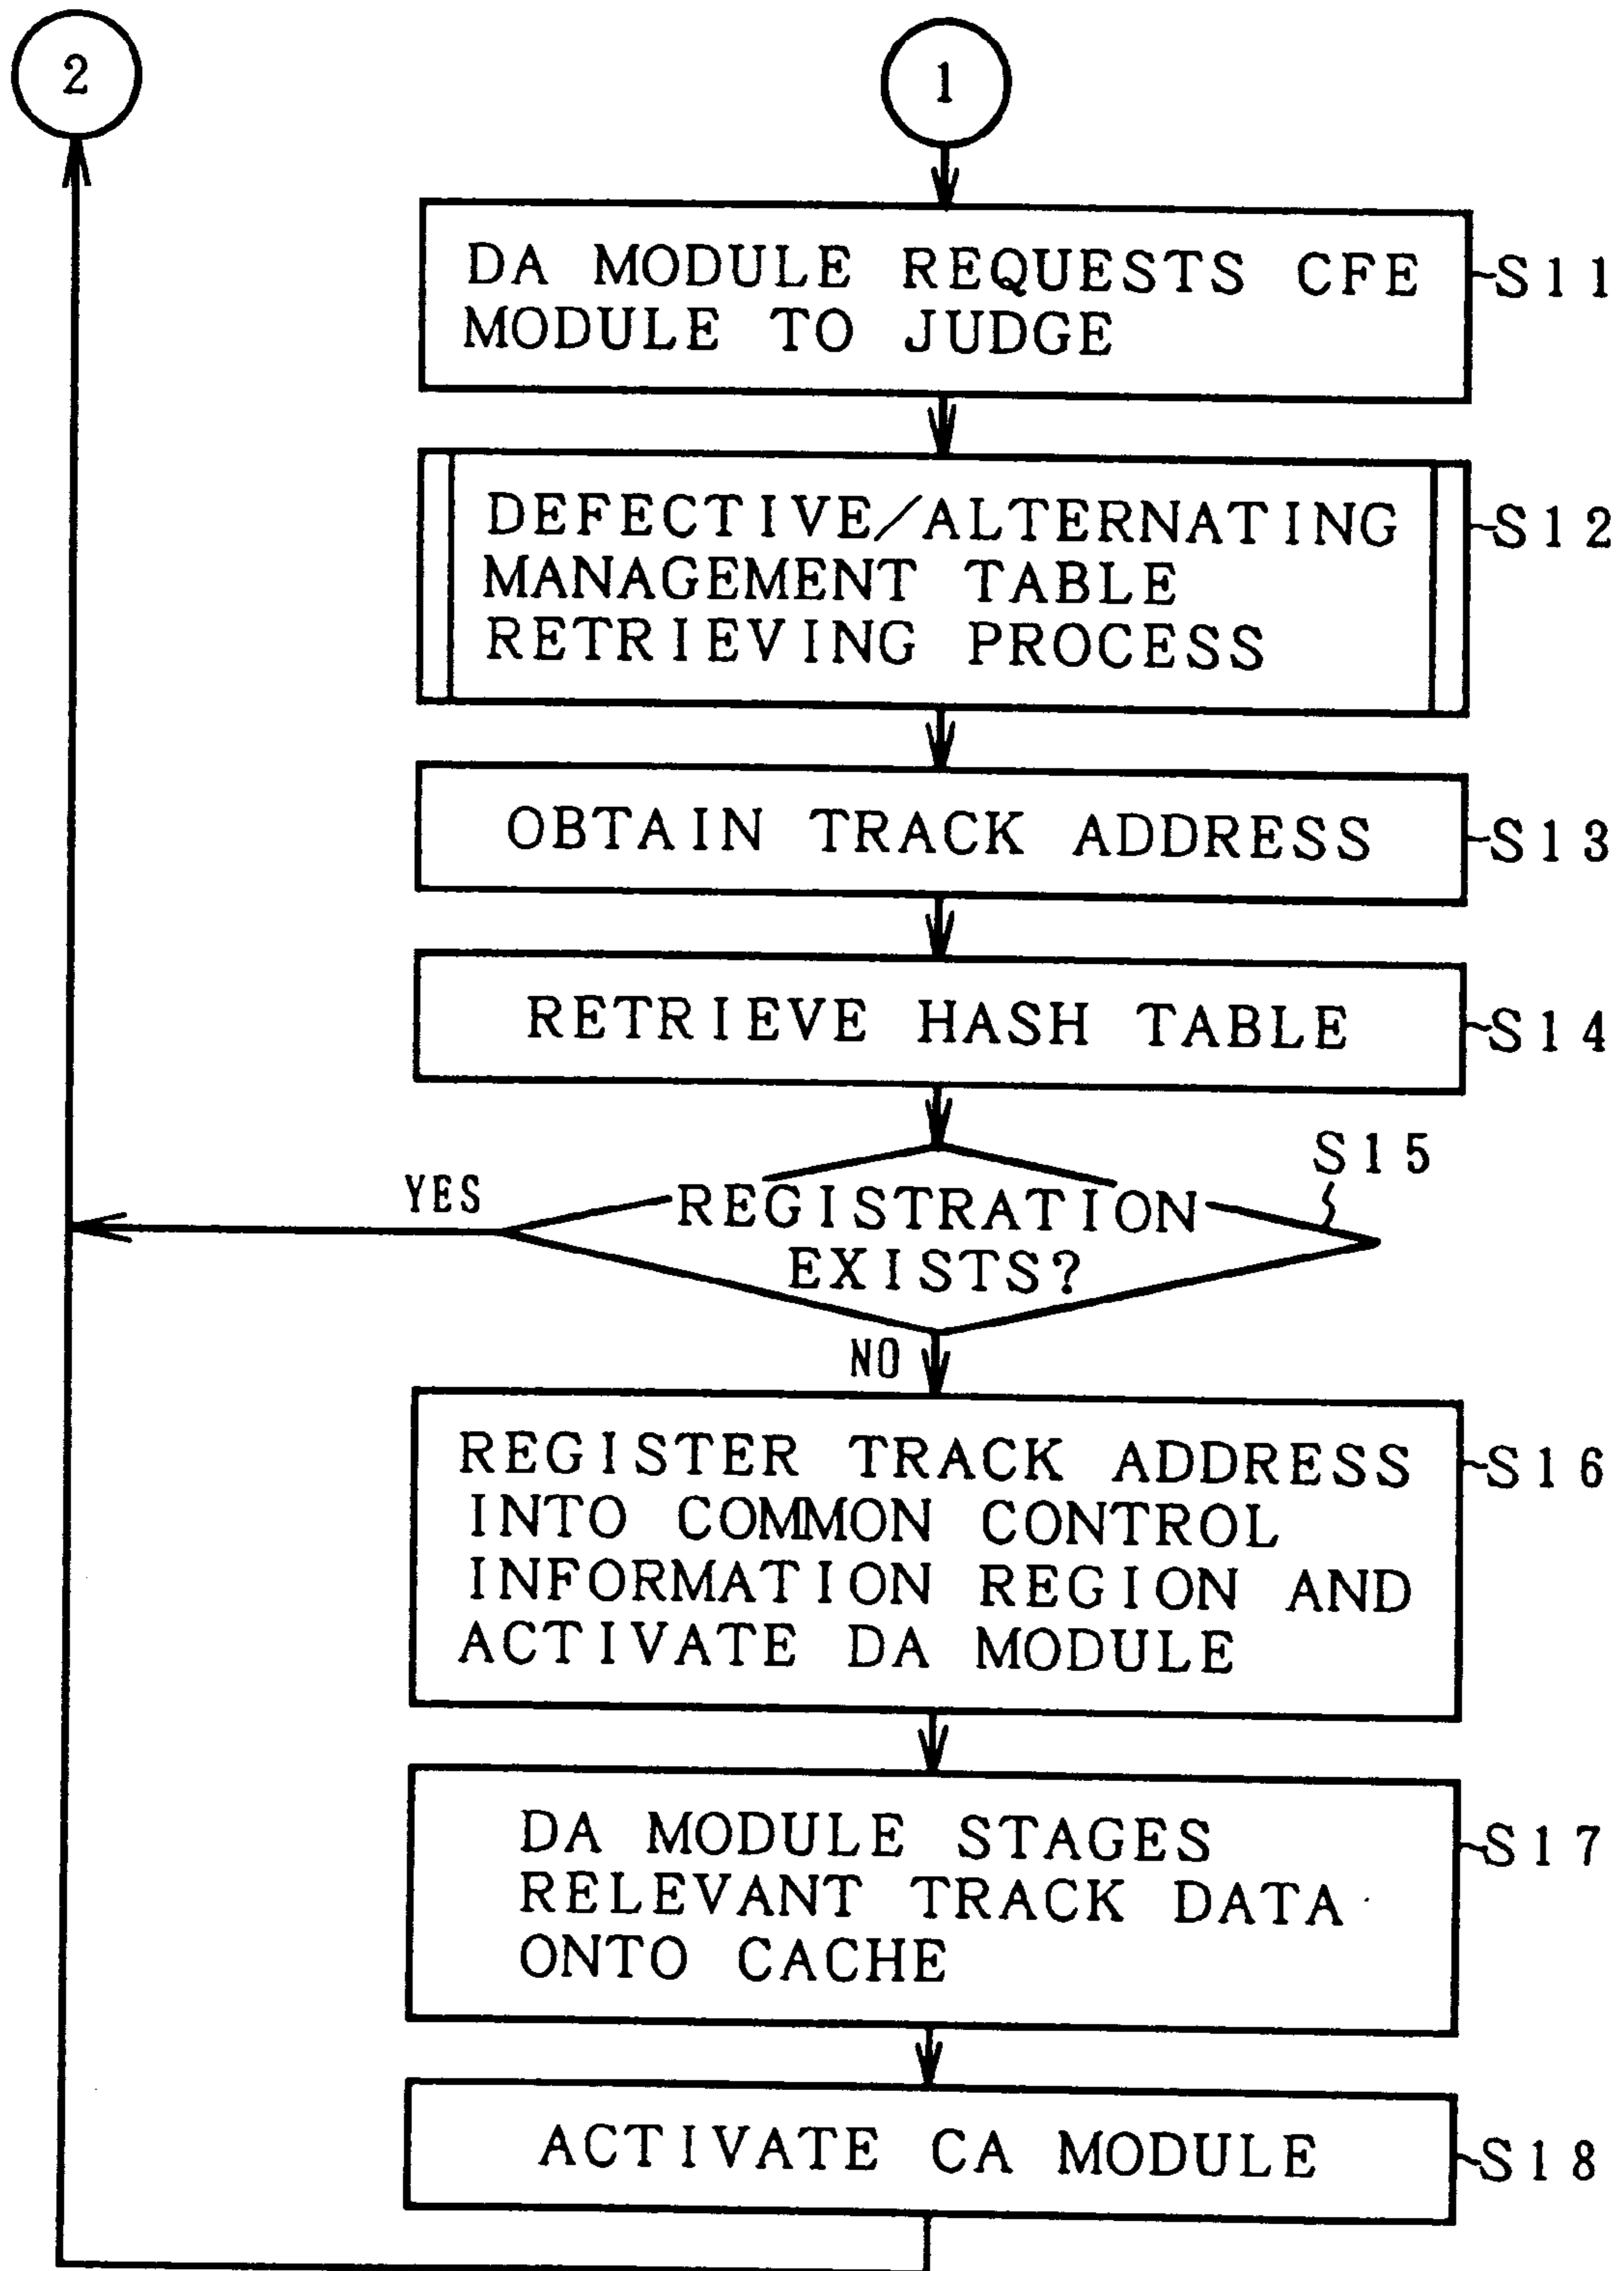 2
1
DA MODULE REQUESTS CFE
MODULE TO JUDGE
S11
DEFECTIVE/ALTERNATING
MANAGEMENT TABLE
RETRIEVING PROCESS
S12
OBTAIN TRACK ADDRESS
S13
RETRIEVE HASH TABLE
S14
S15
YES
REGISTRATION
EXISTS?
NO
REGISTER TRACK ADDRESS
INTO COMMON CONTROL
INFORMATION REGION AND
ACTIVATE DA MODULE
S16
DA MODULE STAGES
RELEVANT TRACK DATA
ONTO CACHE
S17
ACTIVATE CA MODULE
S18